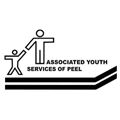 ASSOCIATED YOUTH
SERVICES OF PEEL